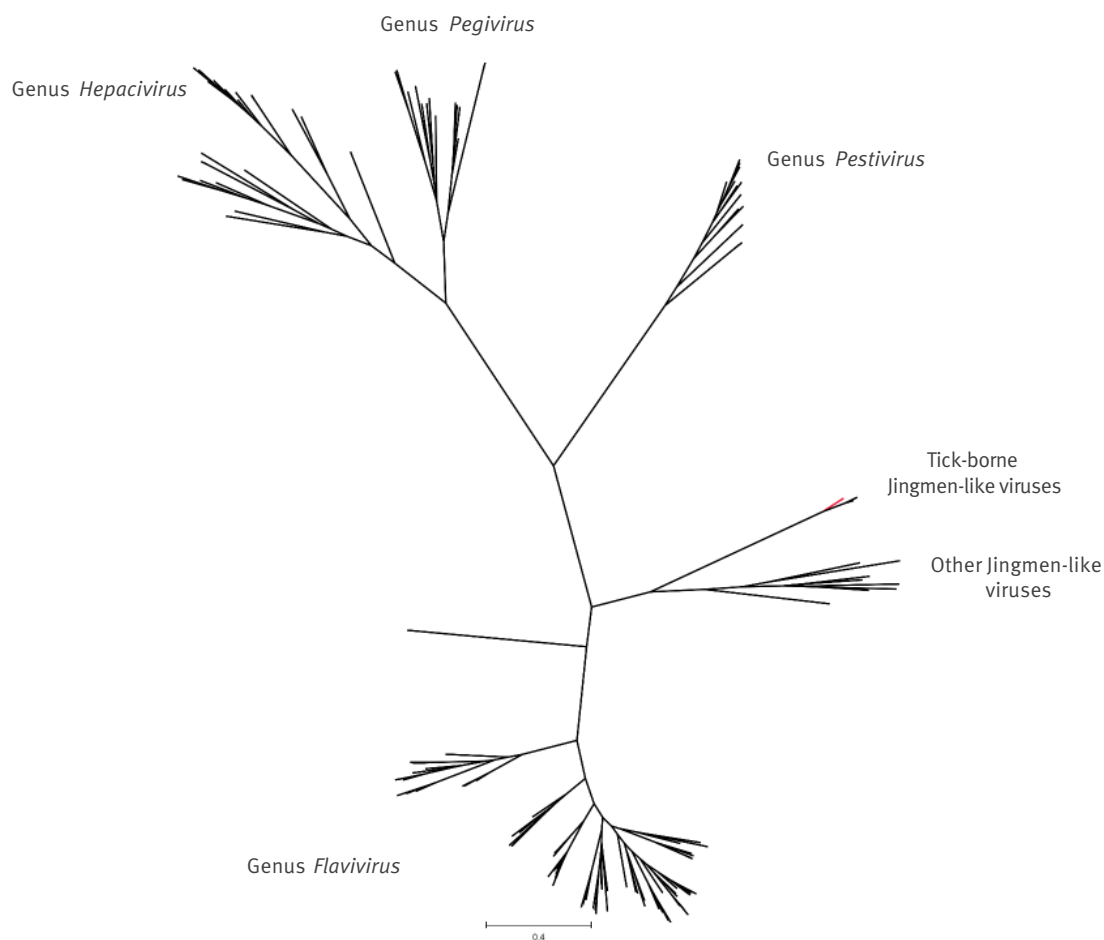 Genus Pegivirus
Genus Hepacivirus
Genus Pestivirus
Tick-borne
Jingmen-like viruses
Other Jingmen-like
viruses
Genus Flavivirus
0.4